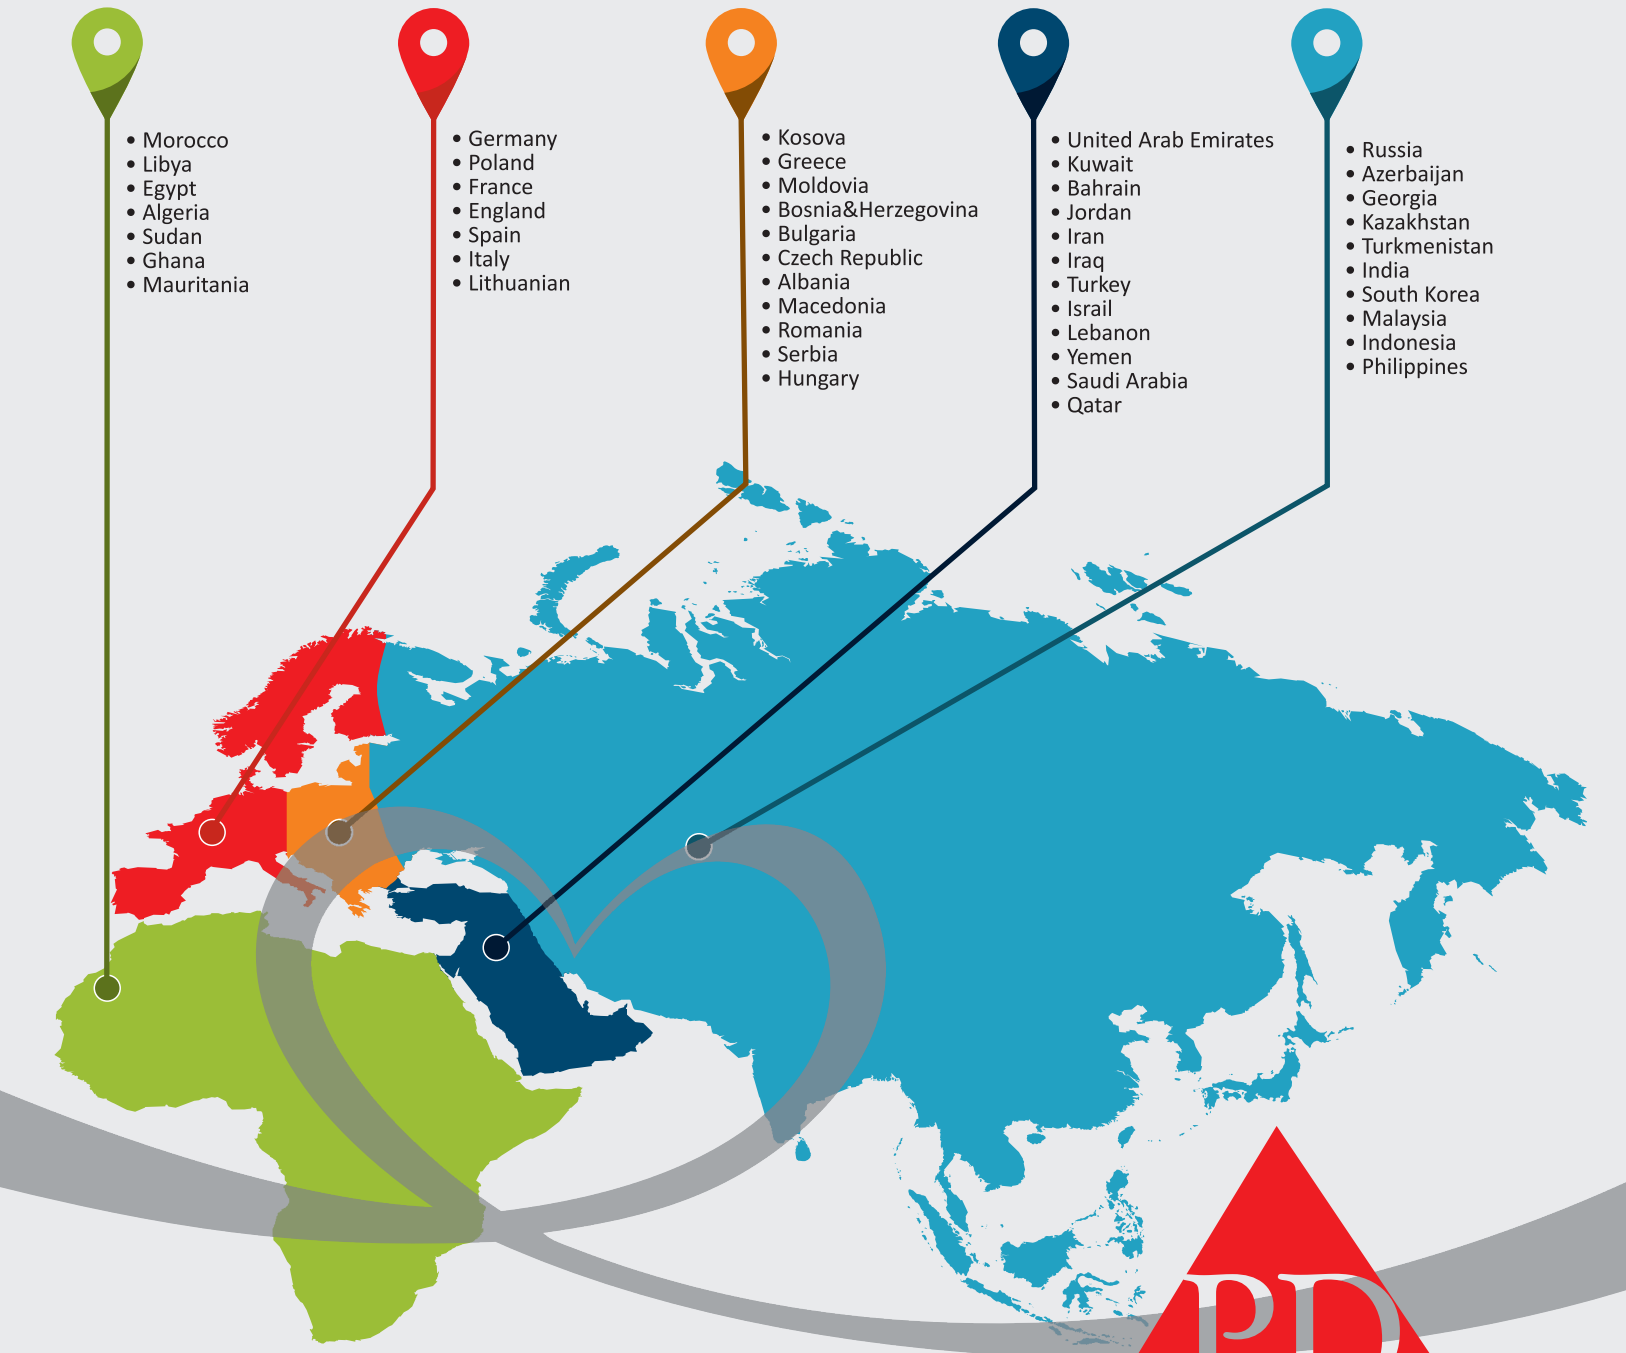 • Morocco
• Libya
• Egypt
• Algeria
• Sudan
• Ghana
• Mauritania
• Germany
• Poland
• France
• England
• Spain
• Italy
• Lithuanian
• Kosova
• Greece
• Moldovia
• Bosnia&Herzegovina
• Bulgaria
• Czech Republic
• Albania
• Macedonia
• Romania
• Serbia
• Hungary
• United Arab Emirates
• Kuwait
• Bahrain
• Jordan
• Iran
• Iraq
• Turkey
• Israil
• Lebanon
• Yemen
• Saudi Arabia
• Qatar
• Russia
• Azerbaijan
• Georgia
• Kazakhstan
• Turkmenistan
• India
• South Korea
• Malaysia
• Indonesia
• Philippines
PD